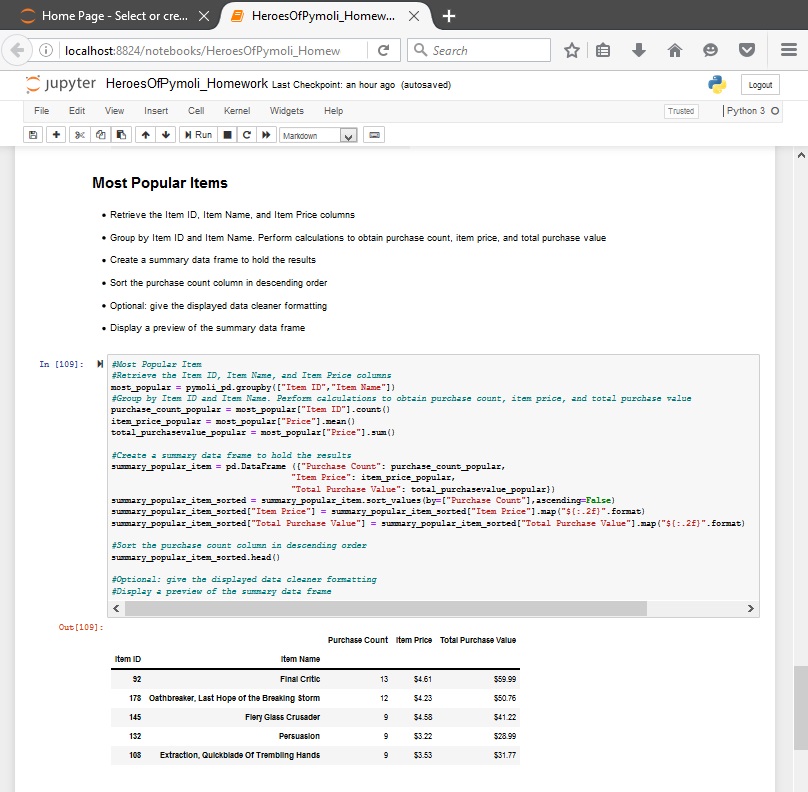 Home Page - Select or cre...
HeroesOfPymoli_Homew...
localhost:8824/notebooks/HeroesOfPymoli_Homew
Search
jupyter HeroesOfPymoli_Homework Last Checkpoint: an hour ago (autosaved)
Logout
File Edit View Insert Cell Kernel Widgets Help
Trusted
Python 3
Run
Markdown
Most Popular Items
• Retrieve the Item ID, Item Name, and Item Price columns
• Group by Item ID and Item Name. Perform calculations to obtain purchase count, item price, and total purchase value
• Create a summary data frame to hold the results
• Sort the purchase count column in descending order
• Optional: give the displayed data cleaner formatting
• Display a preview of the summary data frame
In [109]:
#Most Popular Item
#Retrieve the Item ID, Item Name, and Item Price columns
most_popular = pymoli_pd.groupby(["Item ID","Item Name"])
#Group by Item ID and Item Name. Perform calculations to obtain purchase count, item price, and total purchase value
purchase_count_popular = most_popular["Item ID"].count()
item_price_popular = most_popular["Price"].mean()
total_purchasevalue_popular = most_popular["Price"].sum()
#Create a summary data frame to hold the results
summary_popular_item = pd.DataFrame ({"Purchase Count": purchase_count_popular,
"Item Price": item_price_popular,
"Total Purchase Value": total_purchasevalue_popular})
summary_popular_item_sorted = summary_popular_item.sort_values(by=["Purchase Count"],ascending=False)
summary_popular_item_sorted["Item Price"] = summary_popular_item_sorted["Item Price"].map("${:.2f}".format)
summary_popular_item_sorted["Total Purchase Value"] = summary_popular_item_sorted["Total Purchase Value"].map("${:.2f}".format)
#Sort the purchase count column in descending order
summary_popular_item_sorted.head()
#Optional: give the displayed data cleaner formatting
#Display a preview of the summary data frame
Out[109]:
Purchase Count Item Price Total Purchase Value
Item ID Item Name
92 Final Critic 13 $4.61 $59.99
178 Oathbreaker, Last Hope of the Breaking Storm 12 $4.23 $50.76
145 Fiery Glass Crusader 9 $4.58 $41.22
132 Persuasion 9 $3.22 $28.99
108 Extraction, Quickblade Of Trembling Hands 9 $3.53 $31.77